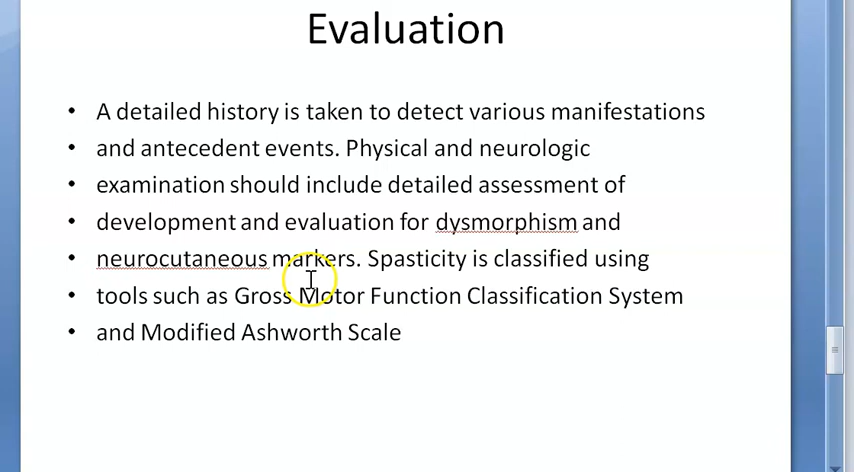 Evaluation
• A detailed history is taken to detect various manifestations
• and antecedent events. Physical and neurologic
• examination should include detailed assessment of
• development and evaluation for dysmorphism and
• neurocutaneous markers. Spasticity is classified using
• tools such as Gross Motor Function Classification System
• and Modified Ashworth Scale